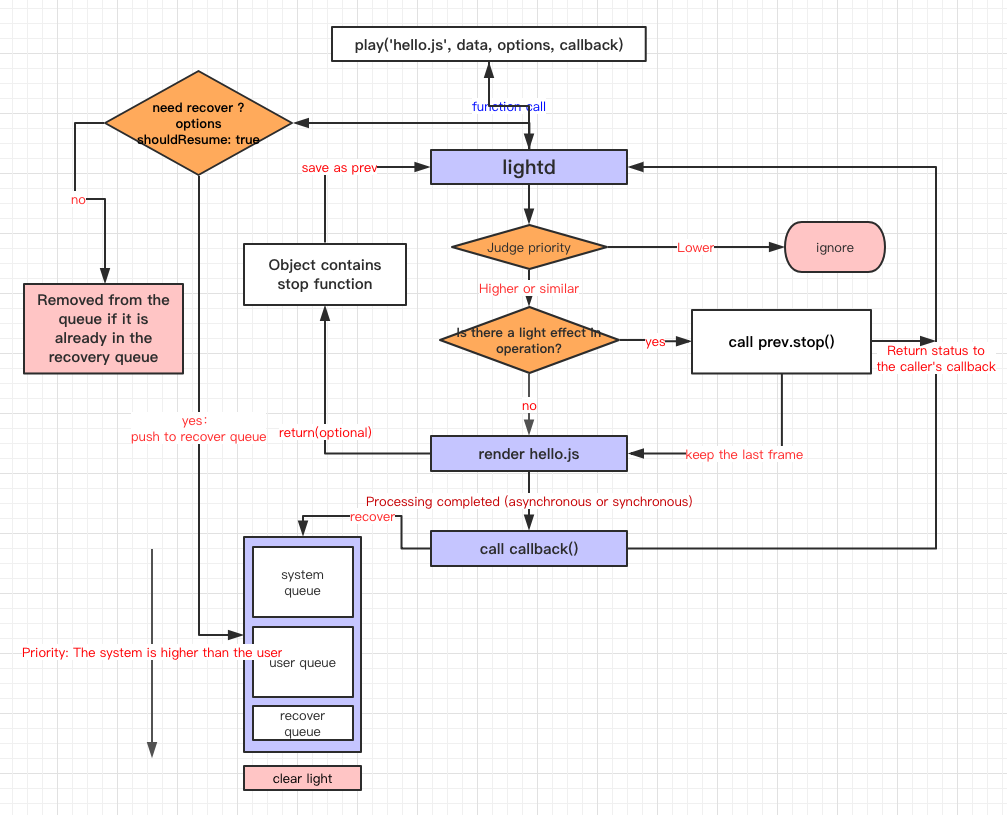 play('hello.js', data, options, callback)
function call
need recover ?
options
shouldResume: true
lightd
save as prev
no
Judge priority
Lower
ignore
Object contains
stop function
Higher or similar
Removed from the
queue if it is
already in the
recovery queue
Is there a light effect in
operation?
yes
call prev.stop()
Return status to
the caller's callback
no
yes:
push to recover queue
return(optional)
render hello.js
keep the last frame
Processing completed (asynchronous or synchronous)
recover
call callback()
system
queue
Priority: The system is higher than the user
user queue
recover
queue
clear light